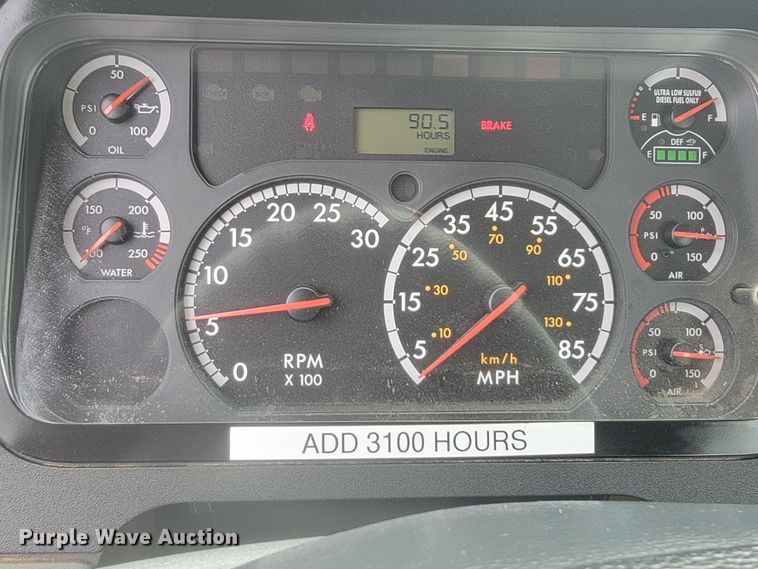 50
PSI
0 100
OIL
150 200
°F
100 250
WATER
CHECK STOP
90.5
HOURS
ENGINE
BRAKE
ULTRA LOW SULFUR
DIESEL FUEL ONLY
E F
DEF
E F
50 100
PSI P
0 150
AIR
50 100
PSI S
0 150
AIR
0 5 10 15 20 25 30
RPM
X 100
5 15 25 35 45 55 65 75 85
10 30 50 70 90 110 130
km/h
MPH
ADD 3100 HOURS
Purple Wave Auction